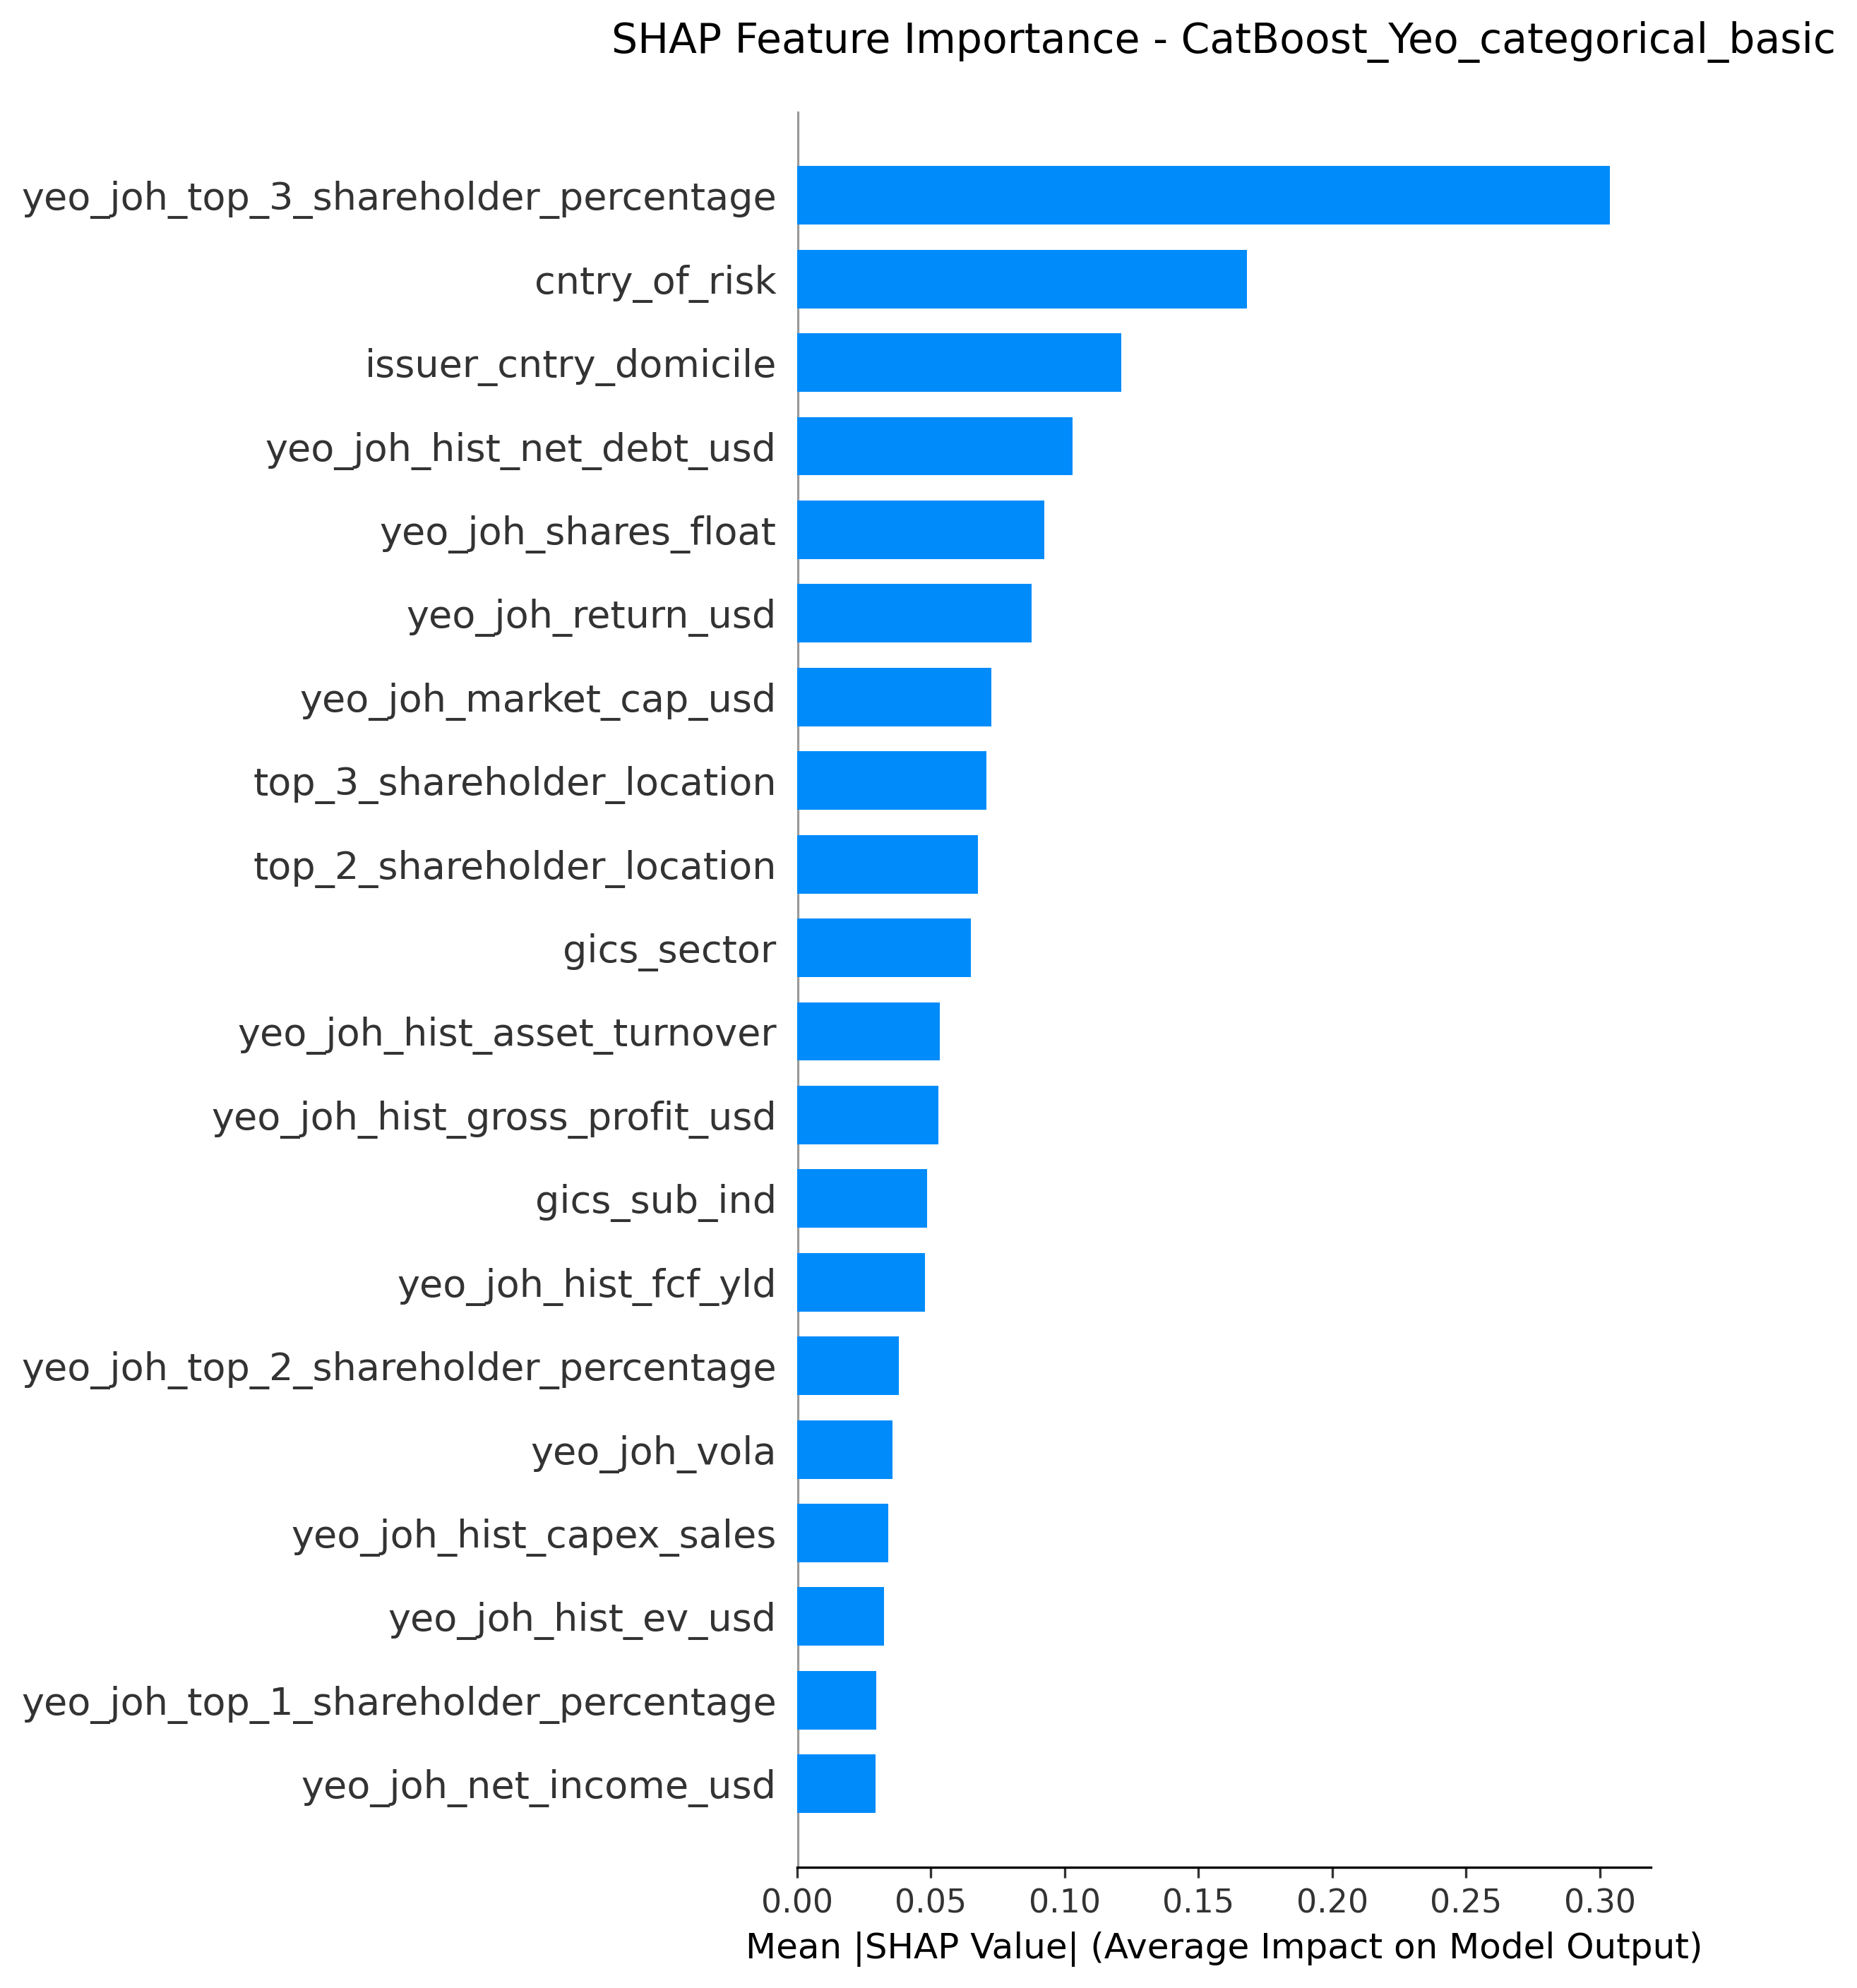 SHAP Feature Importance - CatBoost_Yeo_categorical_basic
yeo_joh_top_3_shareholder_percentage
cntry_of_risk
issuer_cntry_domicile
yeo_joh_hist_net_debt_usd
yeo_joh_shares_float
yeo_joh_return_usd
yeo_joh_market_cap_usd
top_3_shareholder_location
top_2_shareholder_location
gics_sector
yeo_joh_hist_asset_turnover
yeo_joh_hist_gross_profit_usd
gics_sub_ind
yeo_joh_hist_fcf_yld
yeo_joh_top_2_shareholder_percentage
yeo_joh_vola
yeo_joh_hist_capex_sales
yeo_joh_hist_ev_usd
yeo_joh_top_1_shareholder_percentage
yeo_joh_net_income_usd
0.00 0.05 0.10 0.15 0.20 0.25 0.30
Mean |SHAP Value| (Average Impact on Model Output)